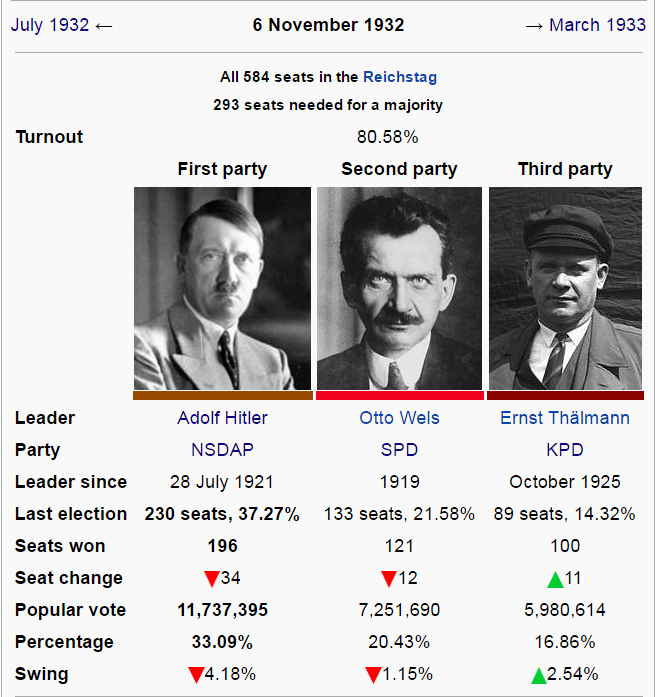 July 1932 ← 6 November 1932 → March 1933
All 584 seats in the Reichstag
293 seats needed for a majority
Turnout 80.58%
First party Second party Third party
Leader Adolf Hitler Otto Wels Ernst Thälmann
Party NSDAP SPD KPD
Leader since 28 July 1921 1919 October 1925
Last election 230 seats, 37.27% 133 seats, 21.58% 89 seats, 14.32%
Seats won 196 121 100
Seat change ▼34 ▼12 ▲11
Popular vote 11,737,395 7,251,690 5,980,614
Percentage 33.09% 20.43% 16.86%
Swing ▼4.18% ▼1.15% ▲2.54%